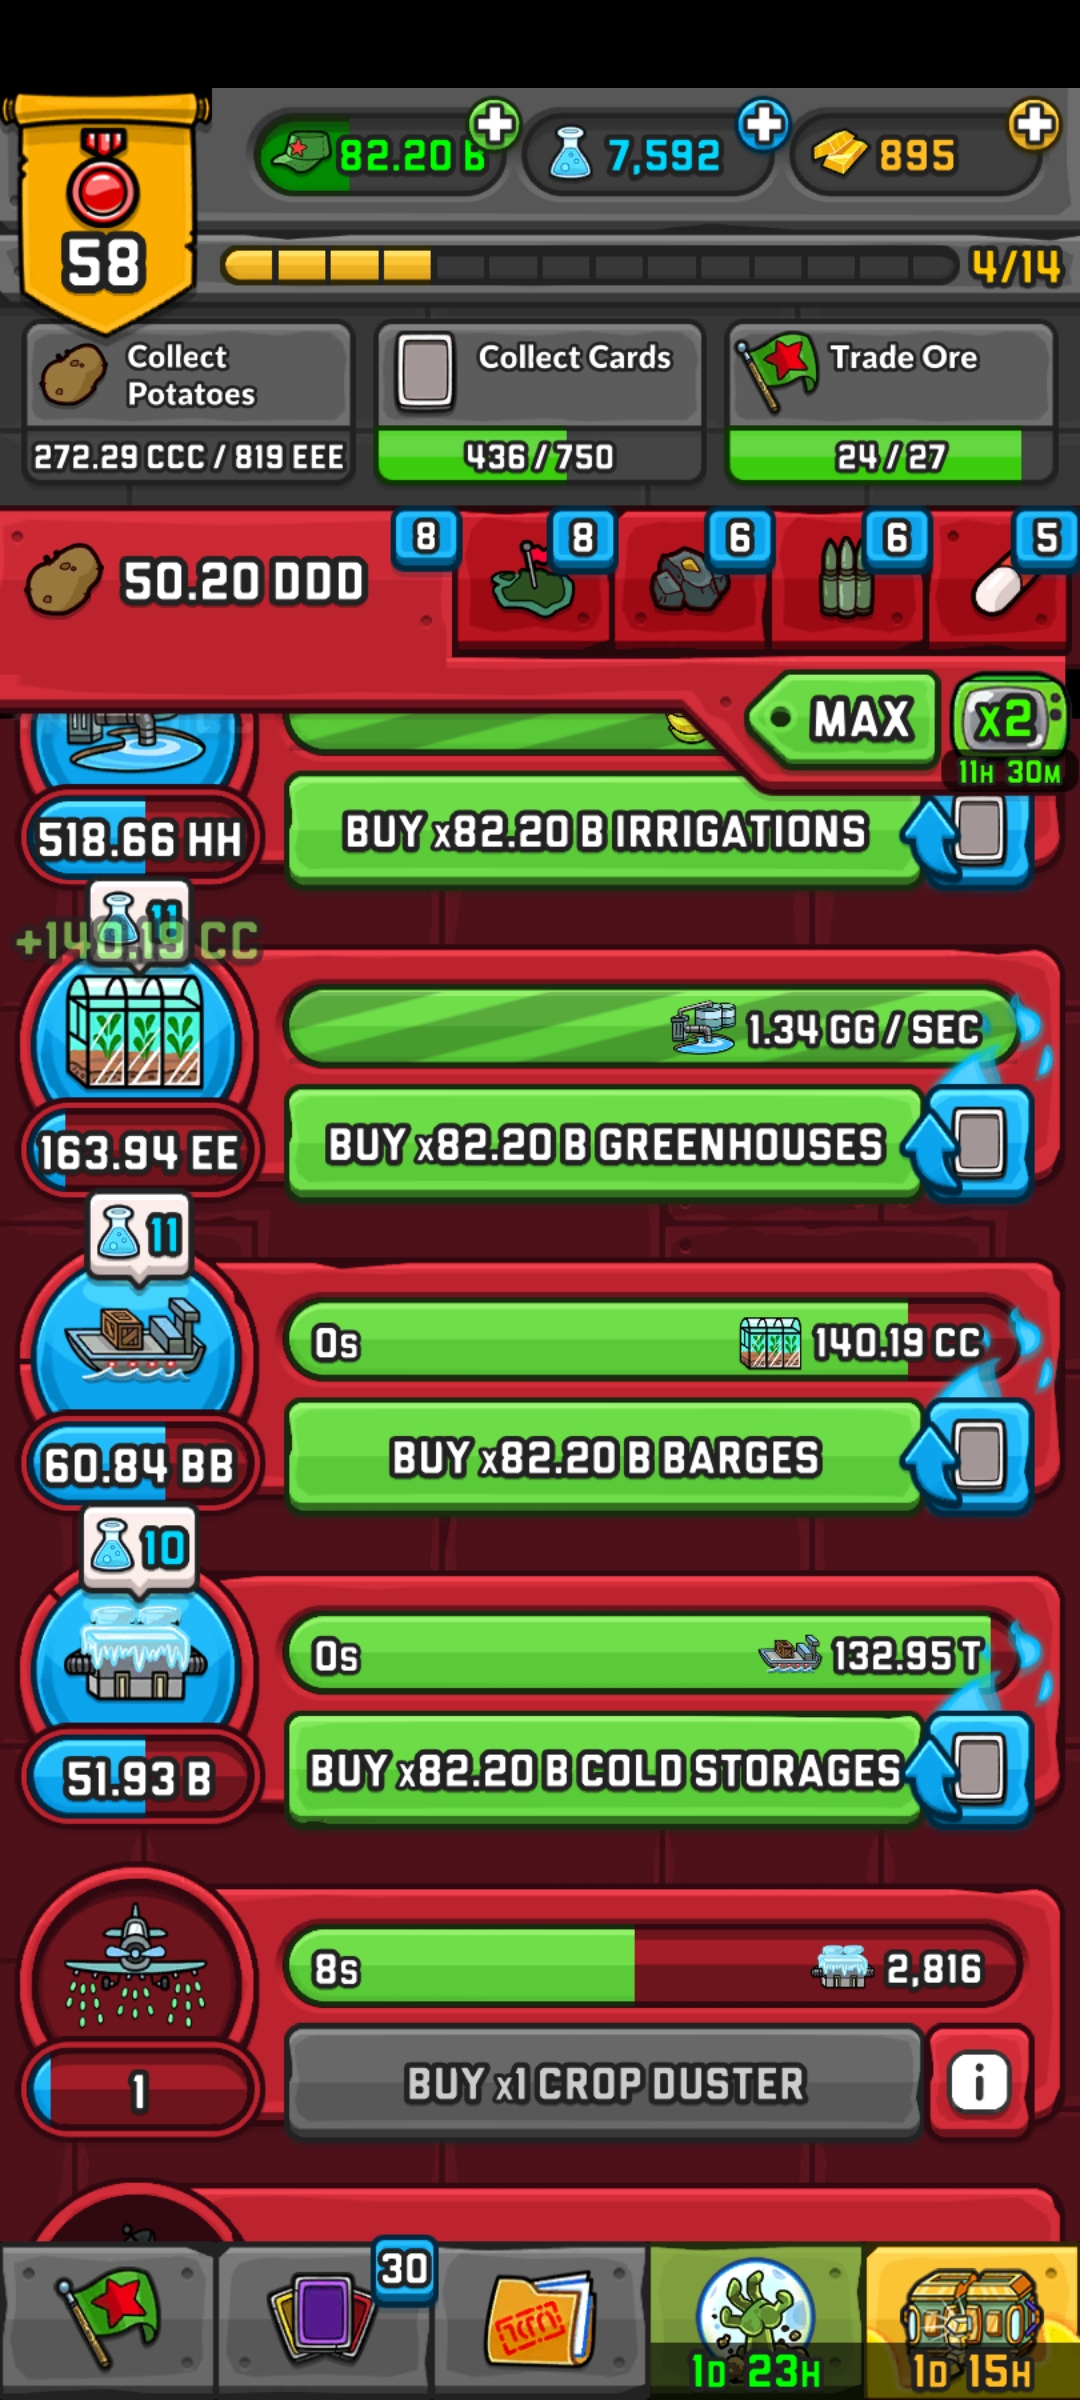 82.20 B
7,592
895
58
4/14
Collect Potatoes
272.29 CCC / 819 EEE
Collect Cards
436 / 750
Trade Ore
24 / 27
50.20 DDD
8
8
6
6
5
MAX
x2
11H 30M
518.66 HH
BUY x82.20 B IRRIGATIONS
11
+140.19 CC
1.34 GG / SEC
163.94 EE
BUY x82.20 B GREENHOUSES
11
0s
140.19 CC
60.84 BB
BUY x82.20 B BARGES
10
0s
132.95 T
51.93 B
BUY x82.20 B COLD STORAGES
8s
2,816
1
BUY x1 CROP DUSTER
i
30
1D 23H
1D 15H